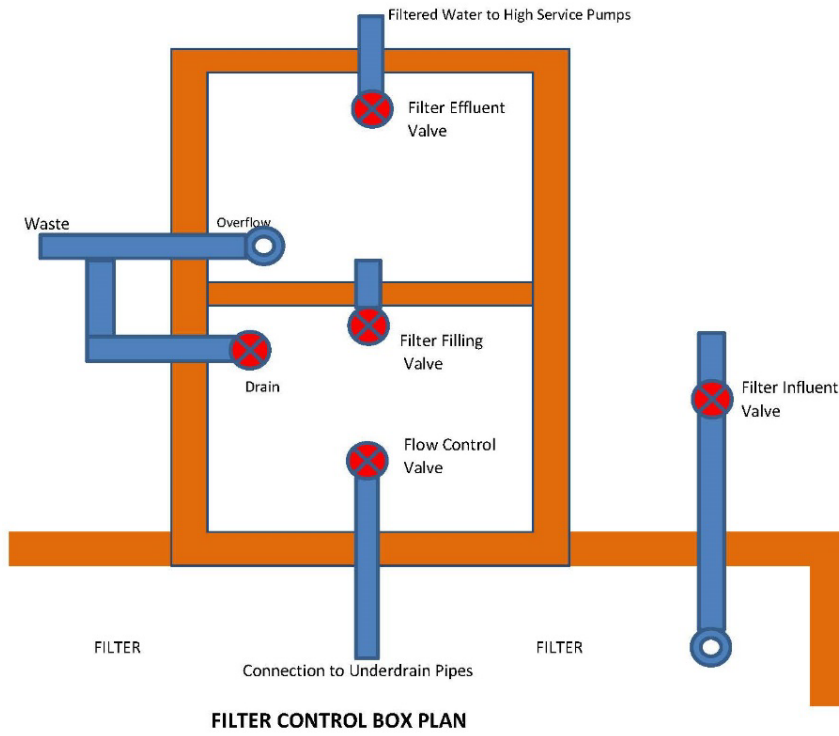 Filtered Water to High Service Pumps
Filter Effluent
Valve
Waste
Overflow
Filter Filling
Valve
Drain
Filter Influent
Valve
Flow Control
Valve
FILTER
FILTER
Connection to Underdrain Pipes
FILTER CONTROL BOX PLAN